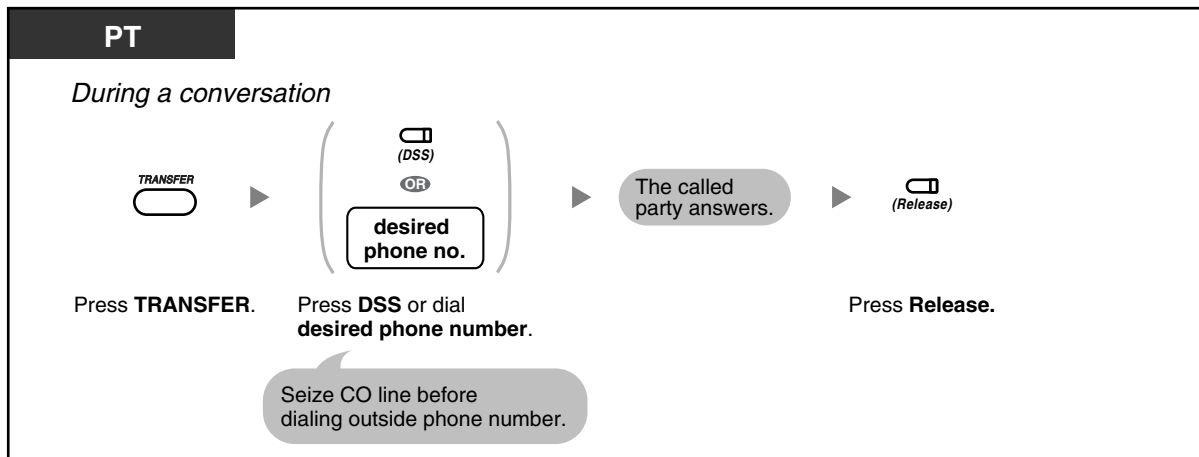 PT
During a conversation
TRANSFER
(DSS)
OR
desired
phone no.
The called
party answers.
(Release)
Press TRANSFER.
Press DSS or dial
desired phone number.
Press Release.
Seize CO line before
dialing outside phone number.